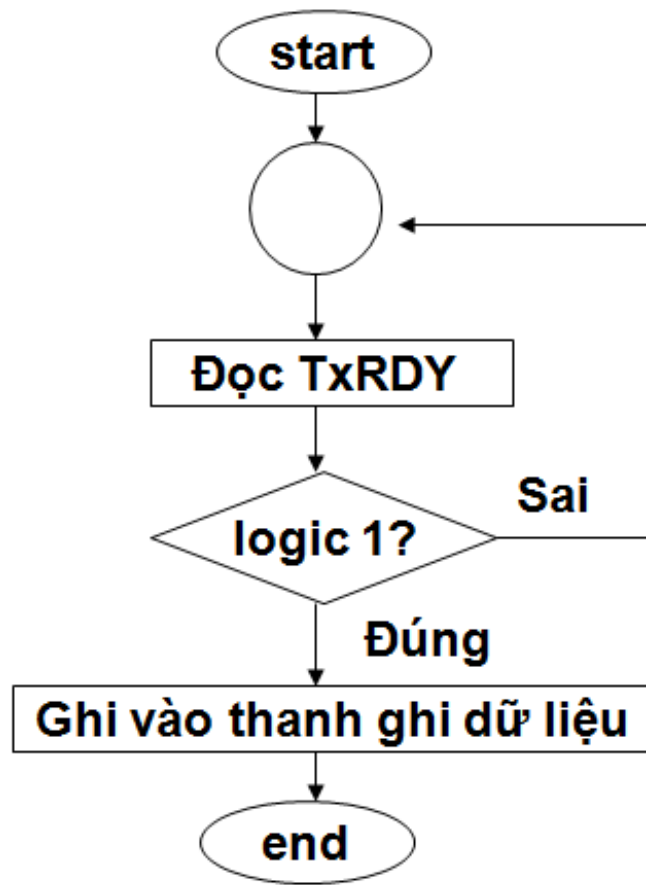 start
Đọc TxRDY
logic 1?
Sai
Đúng
Ghi vào thanh ghi dữ liệu
end